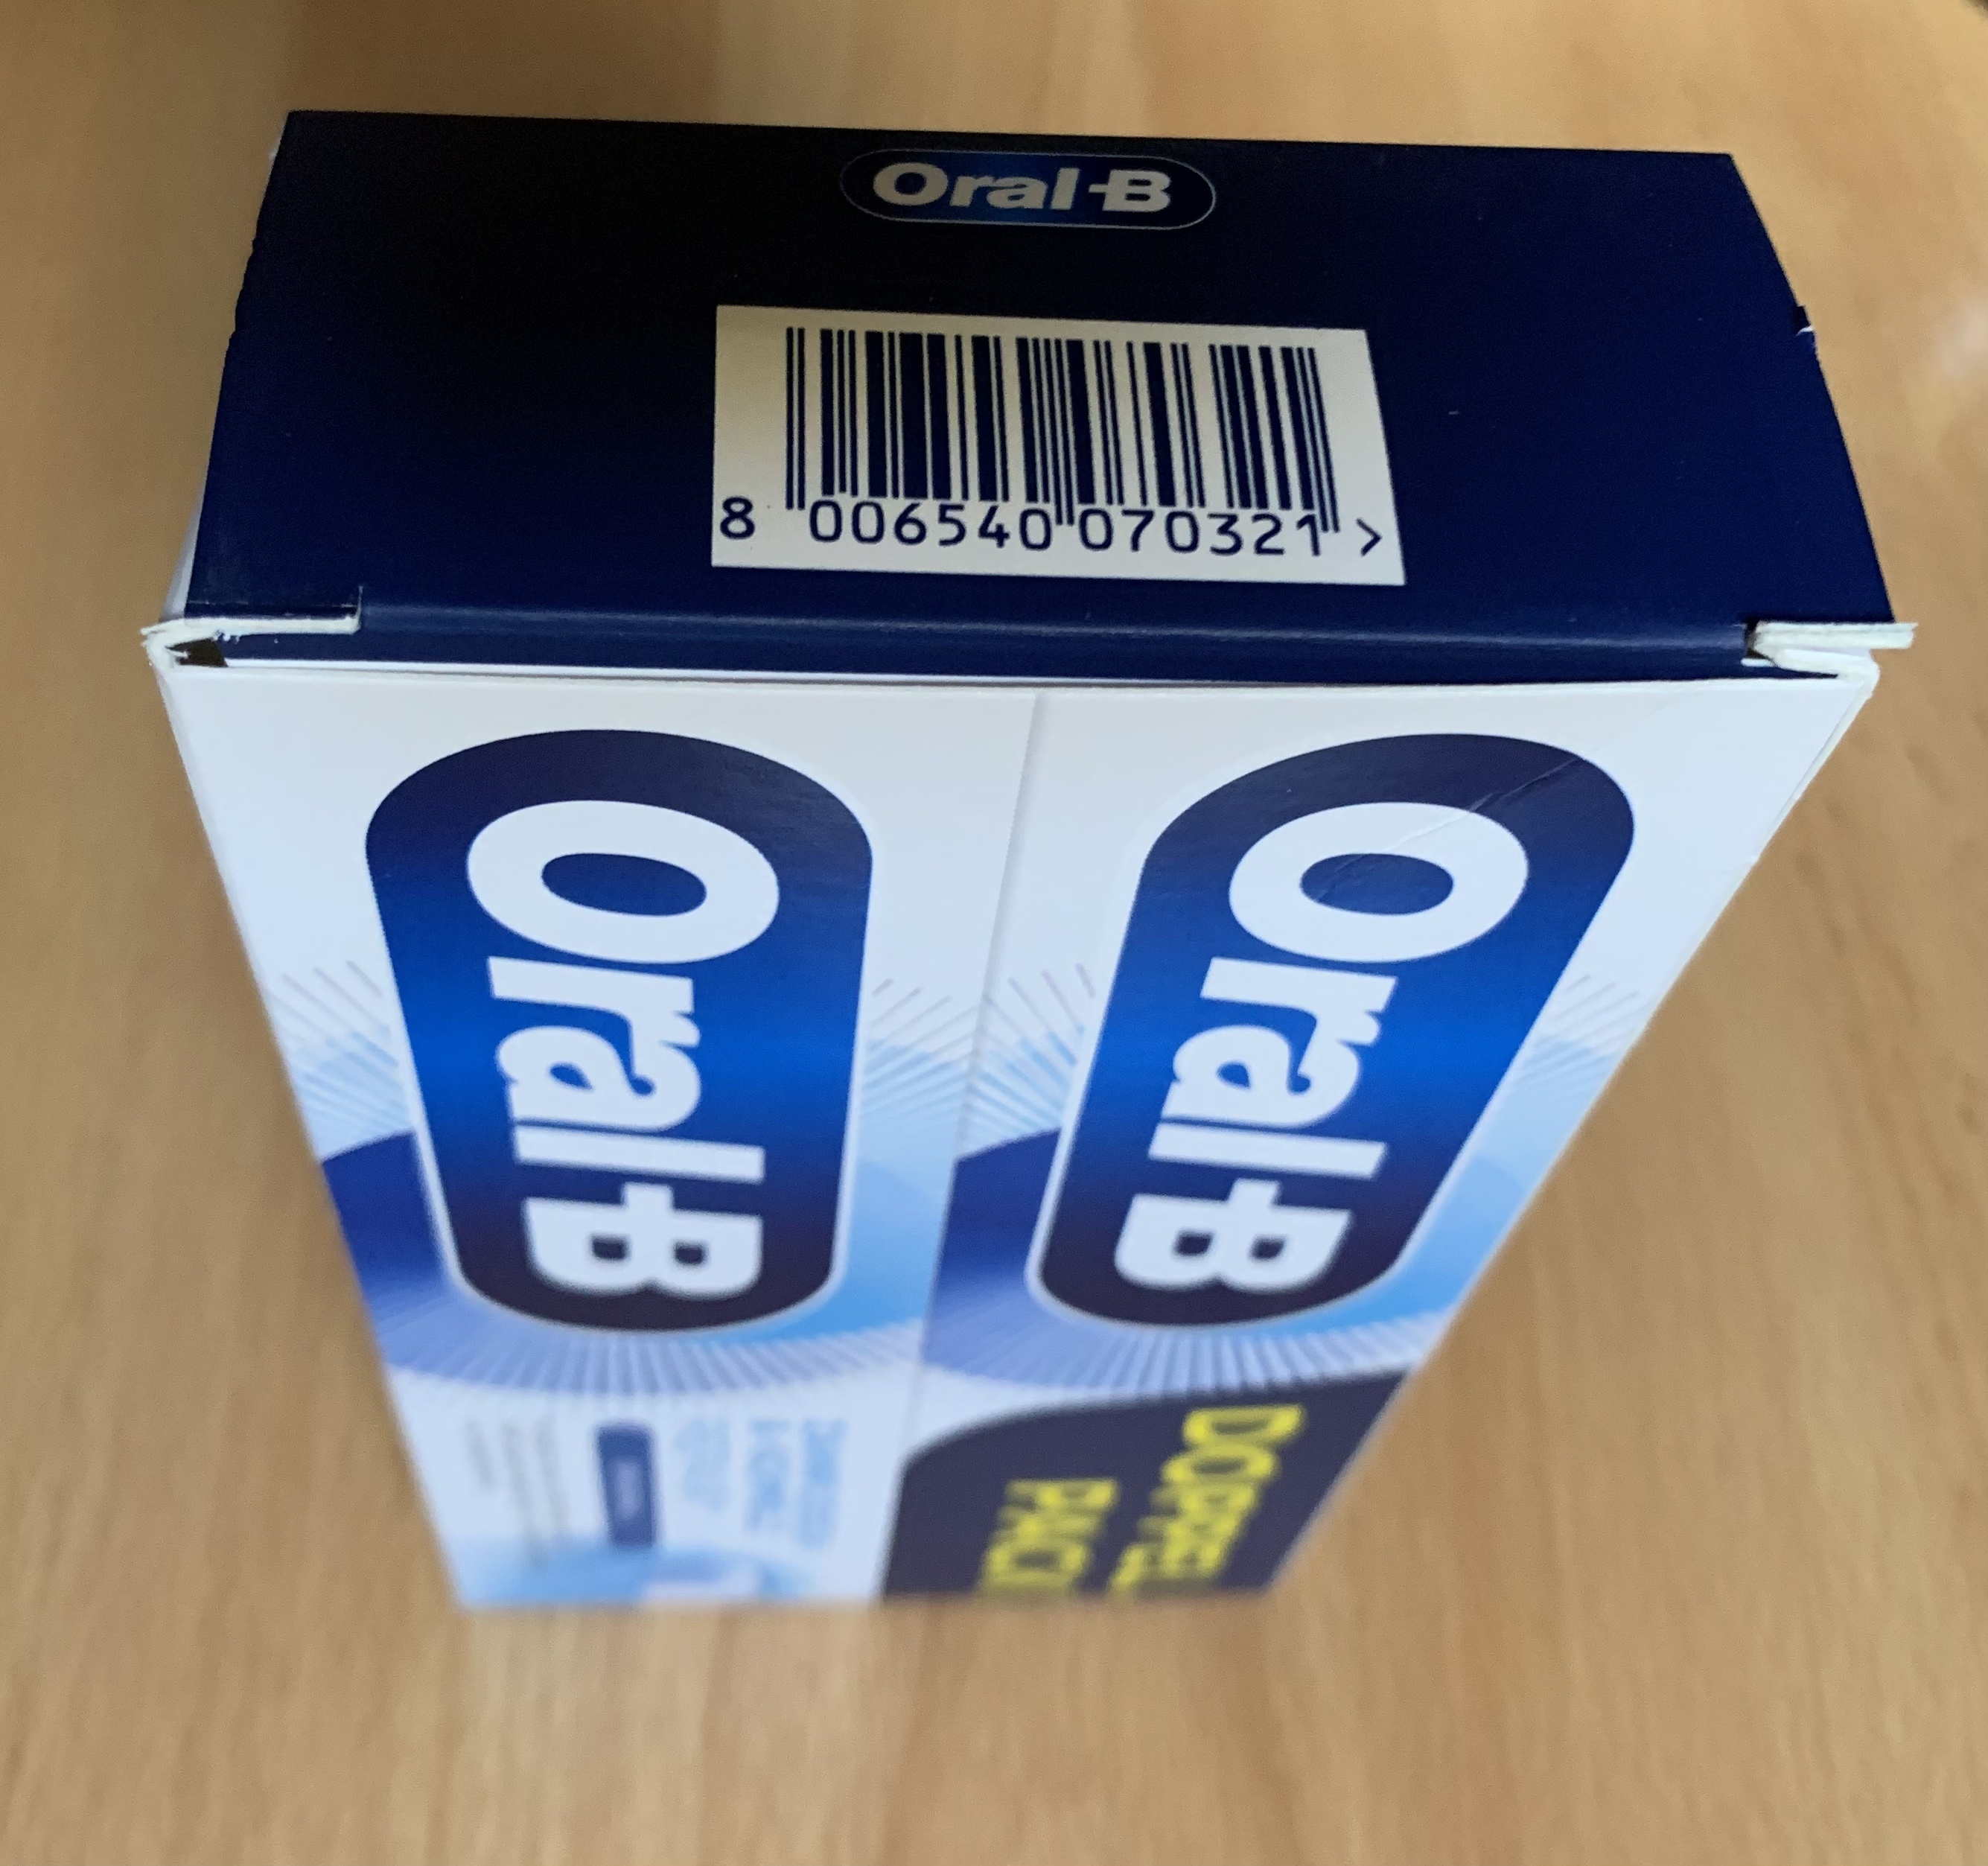 Oral-B
8 006540 070321 >
Oral-B
Oral-B
DOPPEL
PACK